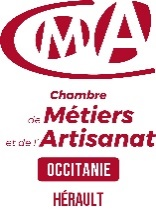 CMA
Chambre
de Métiers
et de l'Artisanat
OCCITANIE
HÉRAULT